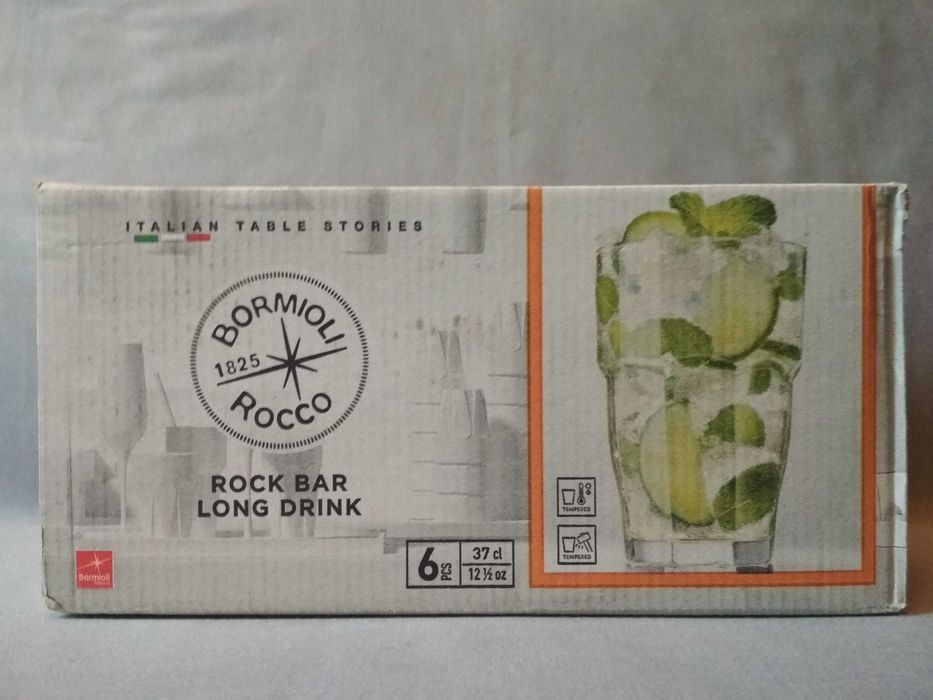 ITALIAN TABLE STORIES
BORMIOLI
1825
ROCCO
ROCK BAR
LONG DRINK
Bormioli
Rocco
6 PCS
37 cl
12 ½ oz
TEMPERED
TEMPERED